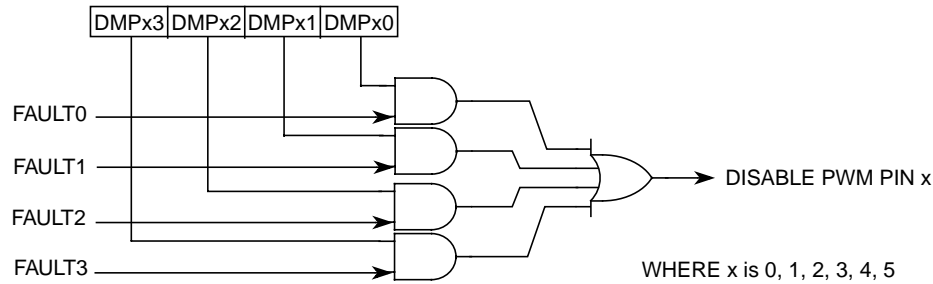 DMPx3 DMPx2 DMPx1 DMPx0
FAULT0
FAULT1
FAULT2
FAULT3
DISABLE PWM PIN x
WHERE x is 0, 1, 2, 3, 4, 5